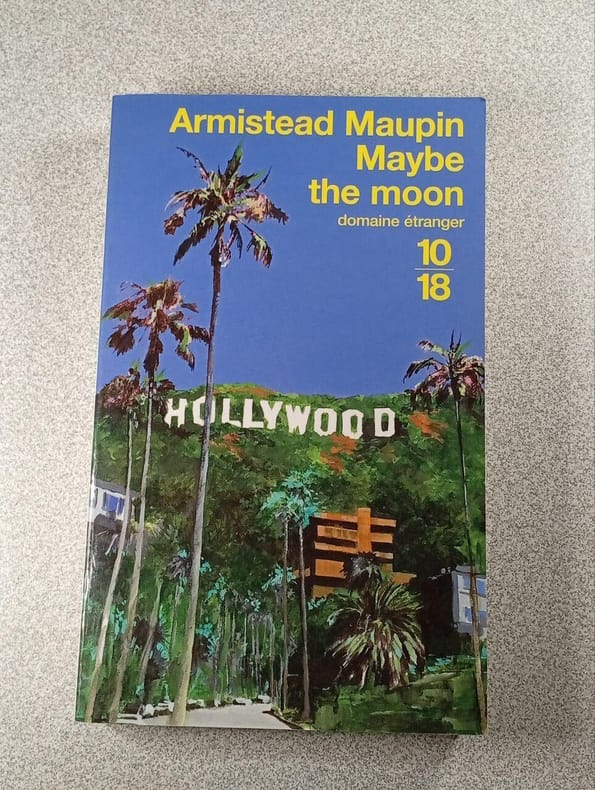 Armistead Maupin
Maybe
the moon
domaine étranger
10
18
HOLLYWOOD